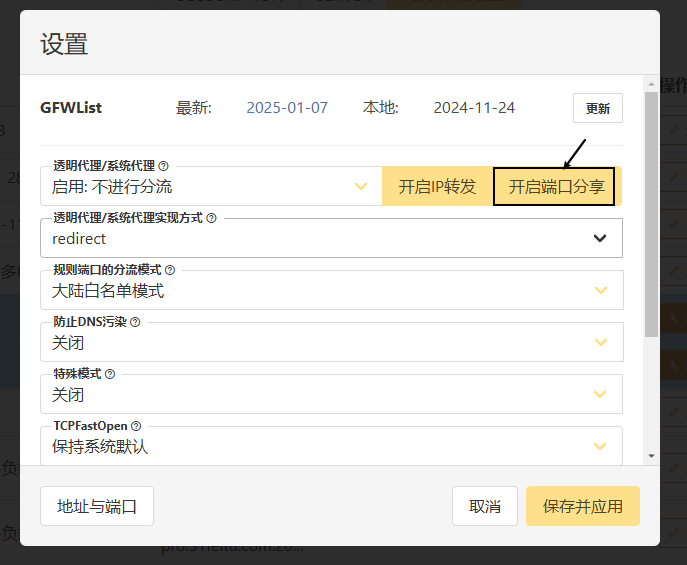 设置
操作
GFWList 最新: 2025-01-07 本地: 2024-11-24 更新
透明代理/系统代理
启用: 不进行分流 开启IP转发 开启端口分享
透明代理/系统代理实现方式
redirect
规则端口的分流模式
大陆白名单模式
防止DNS污染
关闭
特殊模式
关闭
TCPFastOpen
保持系统默认
地址与端口 取消 保存并应用